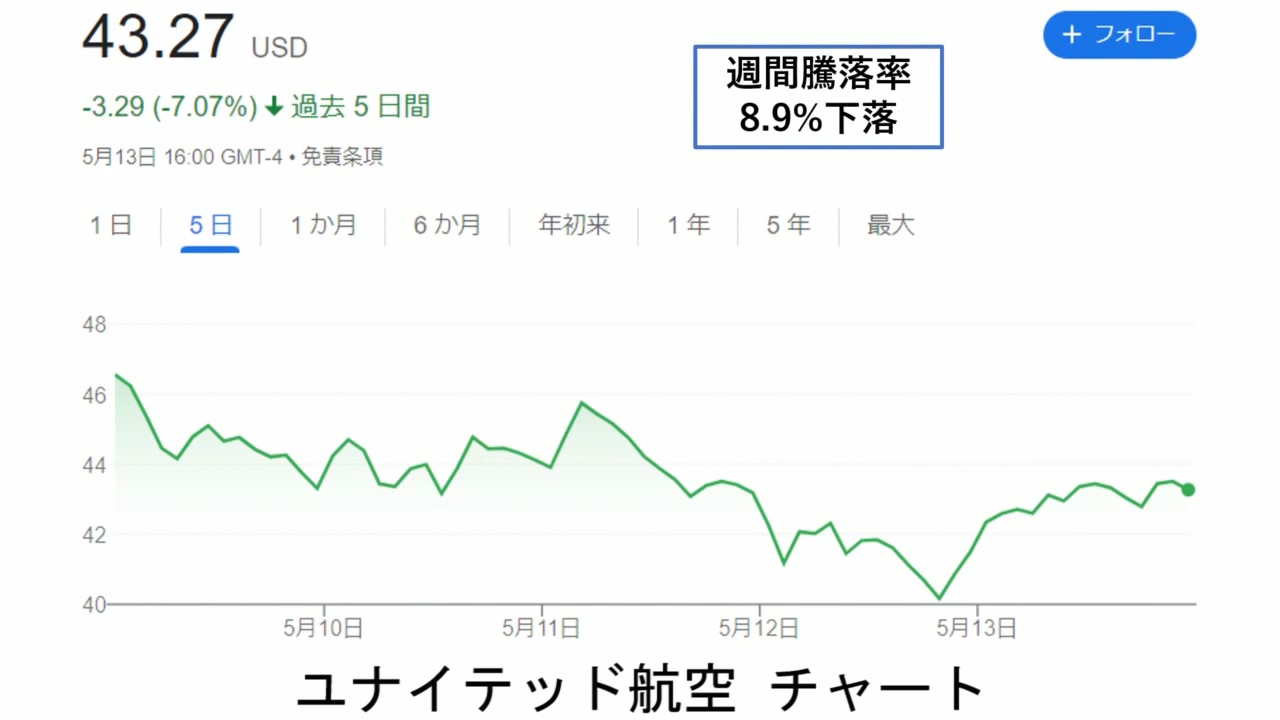 43.27 USD
-3.29 (-7.07%) ↓ 過去 5 日間
5月13日 16:00 GMT-4 • 免責条項
週間騰落率
8.9%下落
+ フォロー
1 日 5 日 1 か月 6 か月 年初来 1 年 5 年 最大
48
46
44
42
40
5月10日 5月11日 5月12日 5月13日
ユナイテッド航空 チャート